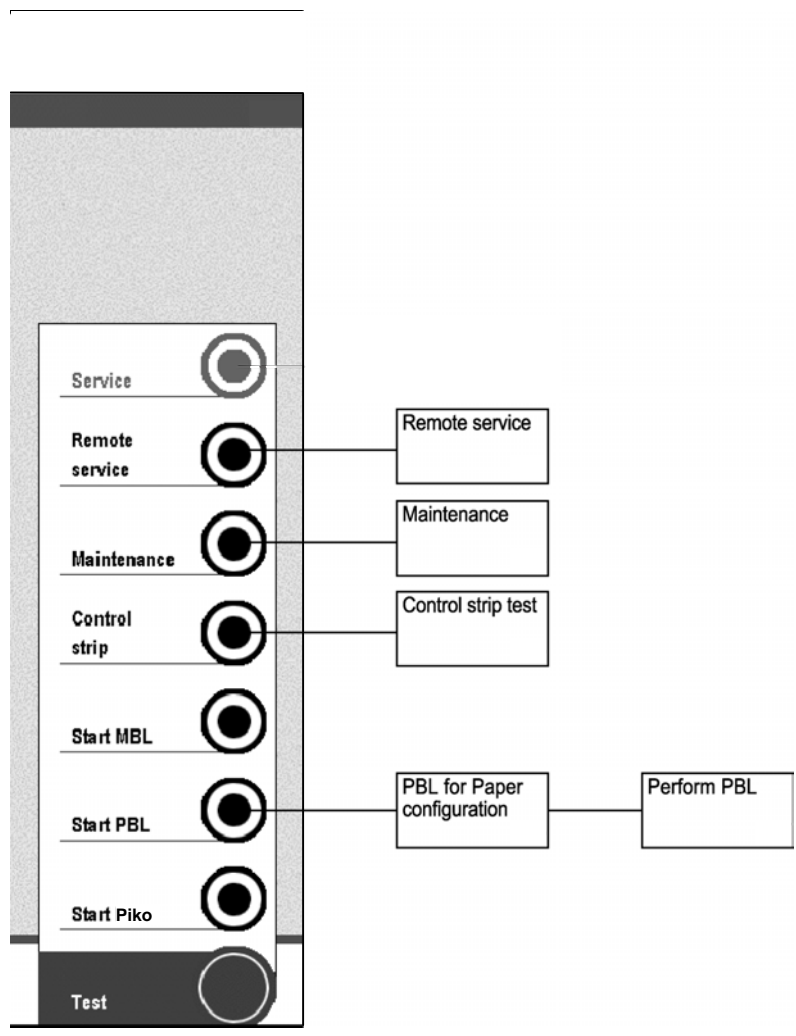 Service
Remote
service
Remote service
Maintenance
Maintenance
Control
strip
Control strip test
Start MBL
Start PBL
PBL for Paper
configuration
Perform PBL
Start Piko
Test